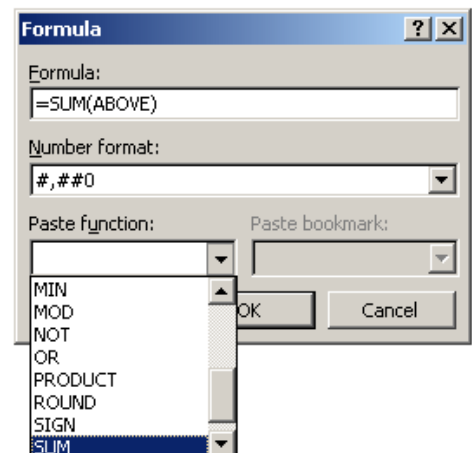 Formula
Formula:
=SUM(ABOVE)
Number format:
#,##0
Paste function: Paste bookmark:
MIN
MOD
NOT
OR
PRODUCT
ROUND
SIGN
SUM
OK Cancel